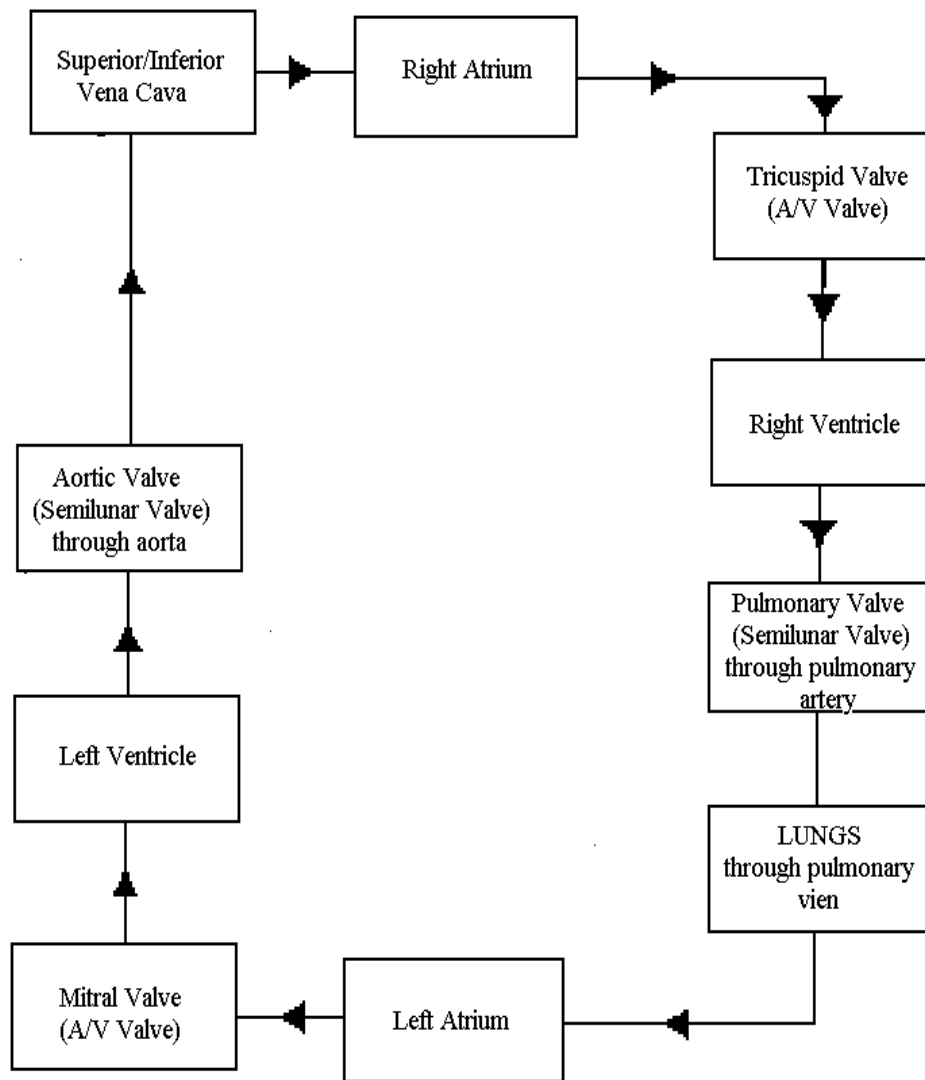 Superior/Inferior
Vena Cava
Right Atrium
Tricuspid Valve
(A/V Valve)
Right Ventricle
Pulmonary Valve
(Semilunar Valve)
through pulmonary
artery
LUNGS
through pulmonary
vien
Left Atrium
Mitral Valve
(A/V Valve)
Left Ventricle
Aortic Valve
(Semilunar Valve)
through aorta